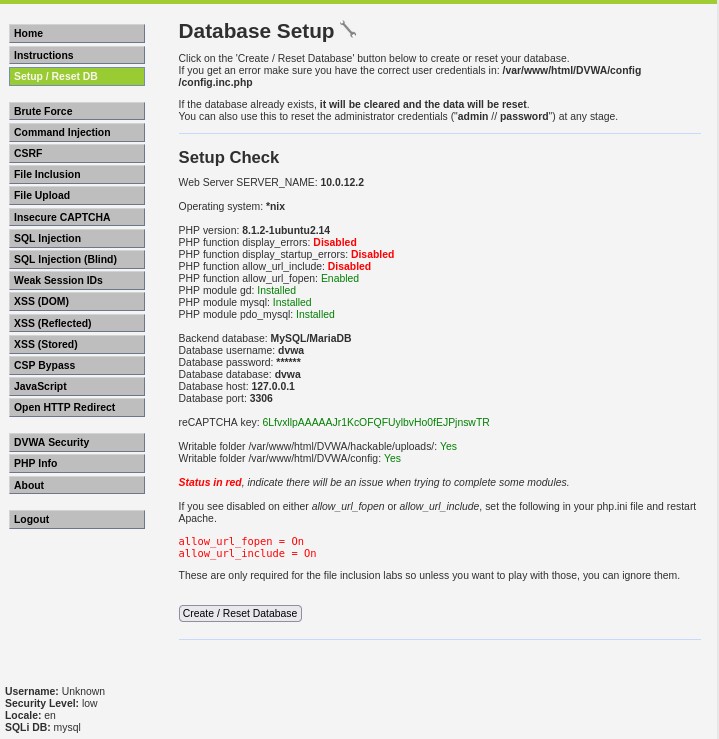 Home
Instructions
Setup / Reset DB
Brute Force
Command Injection
CSRF
File Inclusion
File Upload
Insecure CAPTCHA
SQL Injection
SQL Injection (Blind)
Weak Session IDs
XSS (DOM)
XSS (Reflected)
XSS (Stored)
CSP Bypass
JavaScript
Open HTTP Redirect
DVWA Security
PHP Info
About
Logout
Database Setup
Click on the 'Create / Reset Database' button below to create or reset your database.
If you get an error make sure you have the correct user credentials in: /var/www/html/DVWA/config
/config.inc.php
If the database already exists, it will be cleared and the data will be reset.
You can also use this to reset the administrator credentials ("admin // password") at any stage.
Setup Check
Web Server SERVER_NAME: 10.0.12.2
Operating system: *nix
PHP version: 8.1.2-1ubuntu2.14
PHP function display_errors: Disabled
PHP function display_startup_errors: Disabled
PHP function allow_url_include: Disabled
PHP function allow_url_fopen: Enabled
PHP module gd: Installed
PHP module mysql: Installed
PHP module pdo_mysql: Installed
Backend database: MySQL/MariaDB
Database username: dvwa
Database password: ******
Database database: dvwa
Database host: 127.0.0.1
Database port: 3306
reCAPTCHA key: 6LfvxllpAAAAAJr1KcOFQFUylbvHo0fEJPjnswTR
Writable folder /var/www/html/DVWA/hackable/uploads/: Yes
Writable folder /var/www/html/DVWA/config: Yes
Status in red, indicate there will be an issue when trying to complete some modules.
If you see disabled on either allow_url_fopen or allow_url_include, set the following in your php.ini file and restart
Apache.
allow_url_fopen = On
allow_url_include = On
These are only required for the file inclusion labs so unless you want to play with those, you can ignore them.
Create / Reset Database
Username: Unknown
Security Level: low
Locale: en
SQLi DB: mysql